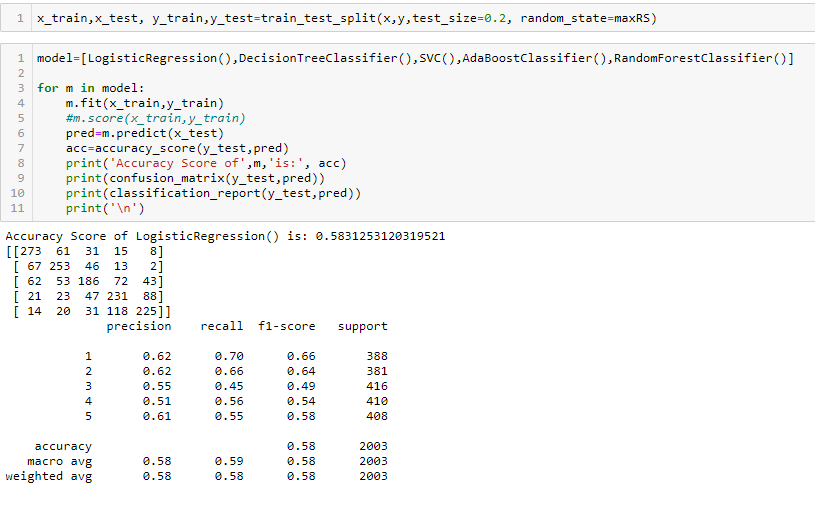 1 x_train,x_test, y_train,y_test=train_test_split(x,y,test_size=0.2, random_state=maxRS)
1 model=[LogisticRegression(),DecisionTreeClassifier(),SVC(),AdaBoostClassifier(),RandomForestClassifier()]
2
3 for m in model:
4     m.fit(x_train,y_train)
5     #m.score(x_train,y_train)
6     pred=m.predict(x_test)
7     acc=accuracy_score(y_test,pred)
8     print('Accuracy Score of',m,'is:', acc)
9     print(confusion_matrix(y_test,pred))
10     print(classification_report(y_test,pred))
11     print('\n')
Accuracy Score of LogisticRegression() is: 0.5831253120319521
[[273  61  31  15   8]
 [ 67 253  46  13   2]
 [ 62  53 186  72  43]
 [ 21  23  47 231  88]
 [ 14  20  31 118 225]]
              precision    recall  f1-score   support
           1       0.62      0.70      0.66       388
           2       0.62      0.66      0.64       381
           3       0.55      0.45      0.49       416
           4       0.51      0.56      0.54       410
           5       0.61      0.55      0.58       408
    accuracy                           0.58      2003
   macro avg       0.58      0.59      0.58      2003
weighted avg       0.58      0.58      0.58      2003